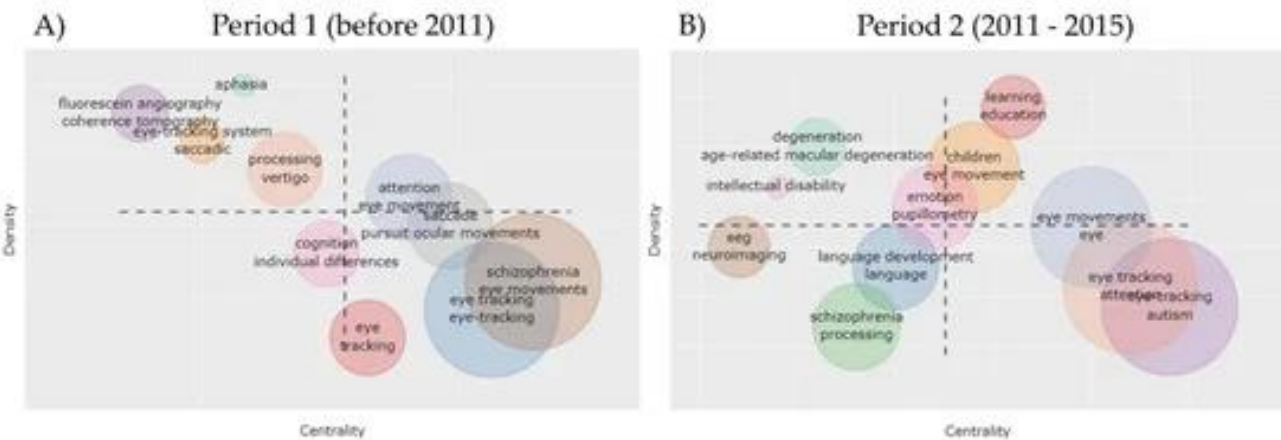 A) Period 1 (before 2011)
aphasia
fluorescein angiography
coherence tomography
eye-tracking system
saccadic
processing
vertigo
attention
eye movement
saccade
pursuit ocular movements
cognition
individual differences
schizophrenia
eye movements
eye tracking
eye-tracking
eye
tracking
Density
Centrality
B) Period 2 (2011 - 2015)
learning
education
degeneration
age-related macular degeneration
children
eye movement
intellectual disability
emotion
pupillometry
eye movements
eye
eeg
neuroimaging
language development
language
eye tracking
attention
eye-tracking
autism
schizophrenia
processing
Density
Centrality